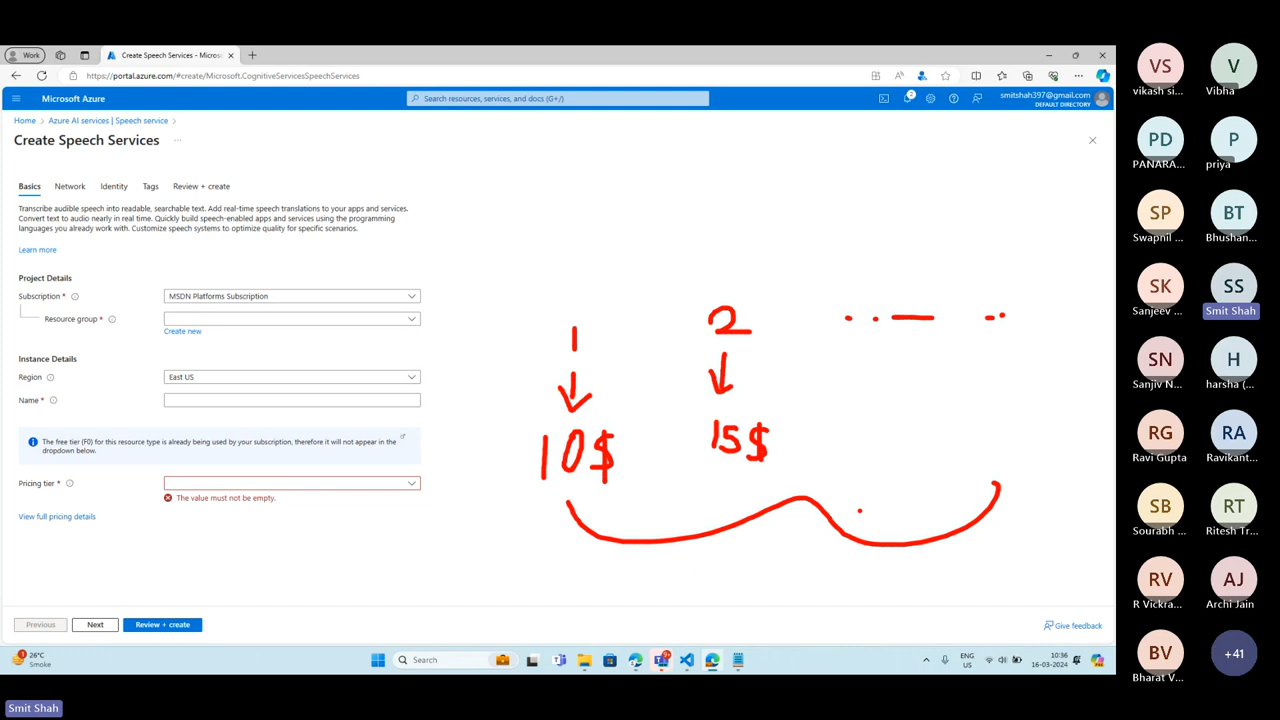 Work
Create Speech Services - Micros
https://portal.azure.com/#create/Microsoft.CognitiveServicesSpeechServices
Microsoft Azure
Search resources, services, and docs (G+/)
2
smitshah397@gmail.com
DEFAULT DIRECTORY
Home > Azure AI services | Speech service >
Create Speech Services ...
Basics Network Identity Tags Review + create
Transcribe audible speech into readable, searchable text. Add real-time speech translations to your apps and services.
Convert text to audio nearly in real time. Quickly build speech-enabled apps and services using the programming
languages you already work with. Customize speech systems to optimize quality for specific scenarios.
Learn more
Project Details
Subscription * MSDN Platforms Subscription
Resource group *
Create new
Instance Details
Region East US
Name *
The free tier (F0) for this resource type is already being used by your subscription, therefore it will not appear in the
dropdown below.
Pricing tier *
The value must not be empty.
View full pricing details
1 2
10$ 15$
Previous Next Review + create
Give feedback
1 26°C
Smoke
Search
9+
ENG
US
10:36
16-03-2024
VS
vikash si...
V
Vibha
PD
PANARA...
P
priya
SP
Swapnil ...
BT
Bhushan...
SK
Sanjeev ...
SS
Smit Shah
SN
Sanjiv N...
H
harsha (...
RG
Ravi Gupta
RA
Ravikant...
SB
Sourabh ...
RT
Ritesh Tr...
RV
R Vickra...
AJ
Archi Jain
BV
Bharat V...
+41
Smit Shah